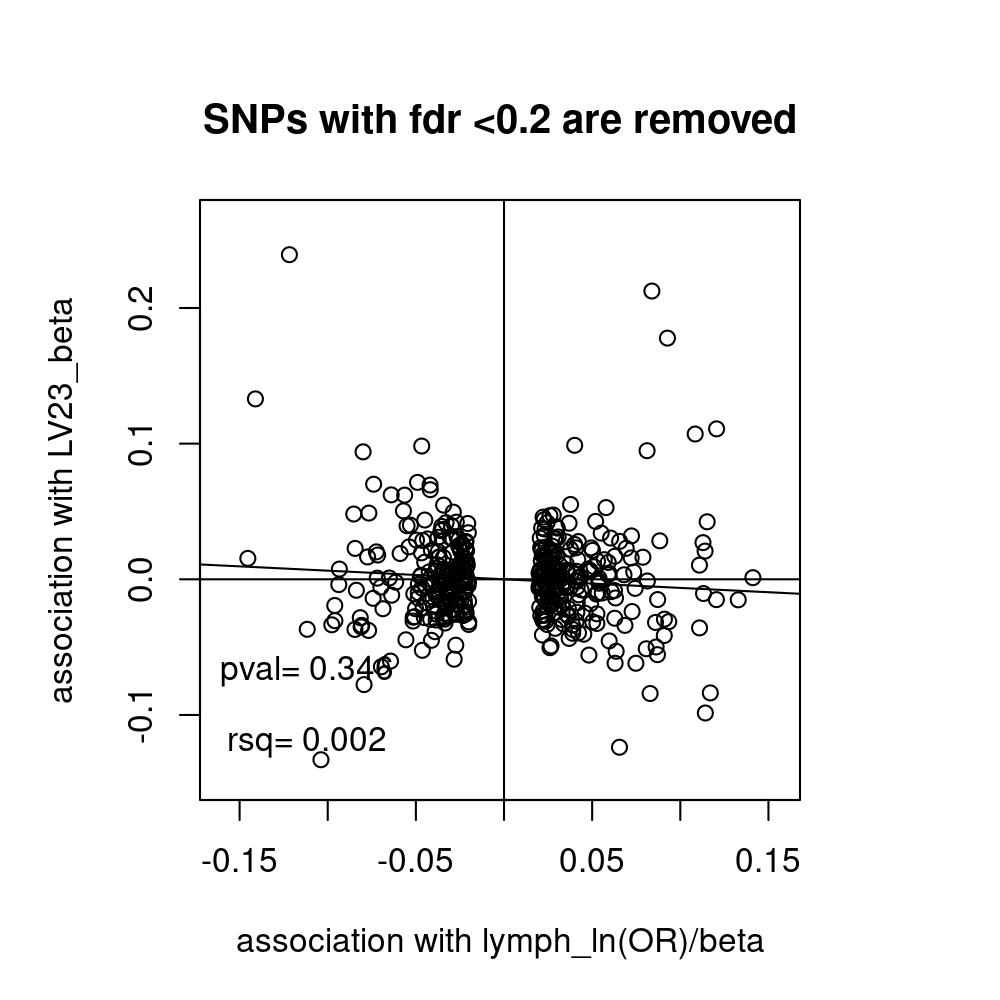 SNPs with fdr <0.2 are removed
association with LV23_beta
0.2
0.1
0.0
-0.1
pval= 0.346
rsq= 0.002
-0.15
-0.05
0.05
0.15
association with lymph_ln(OR)/beta